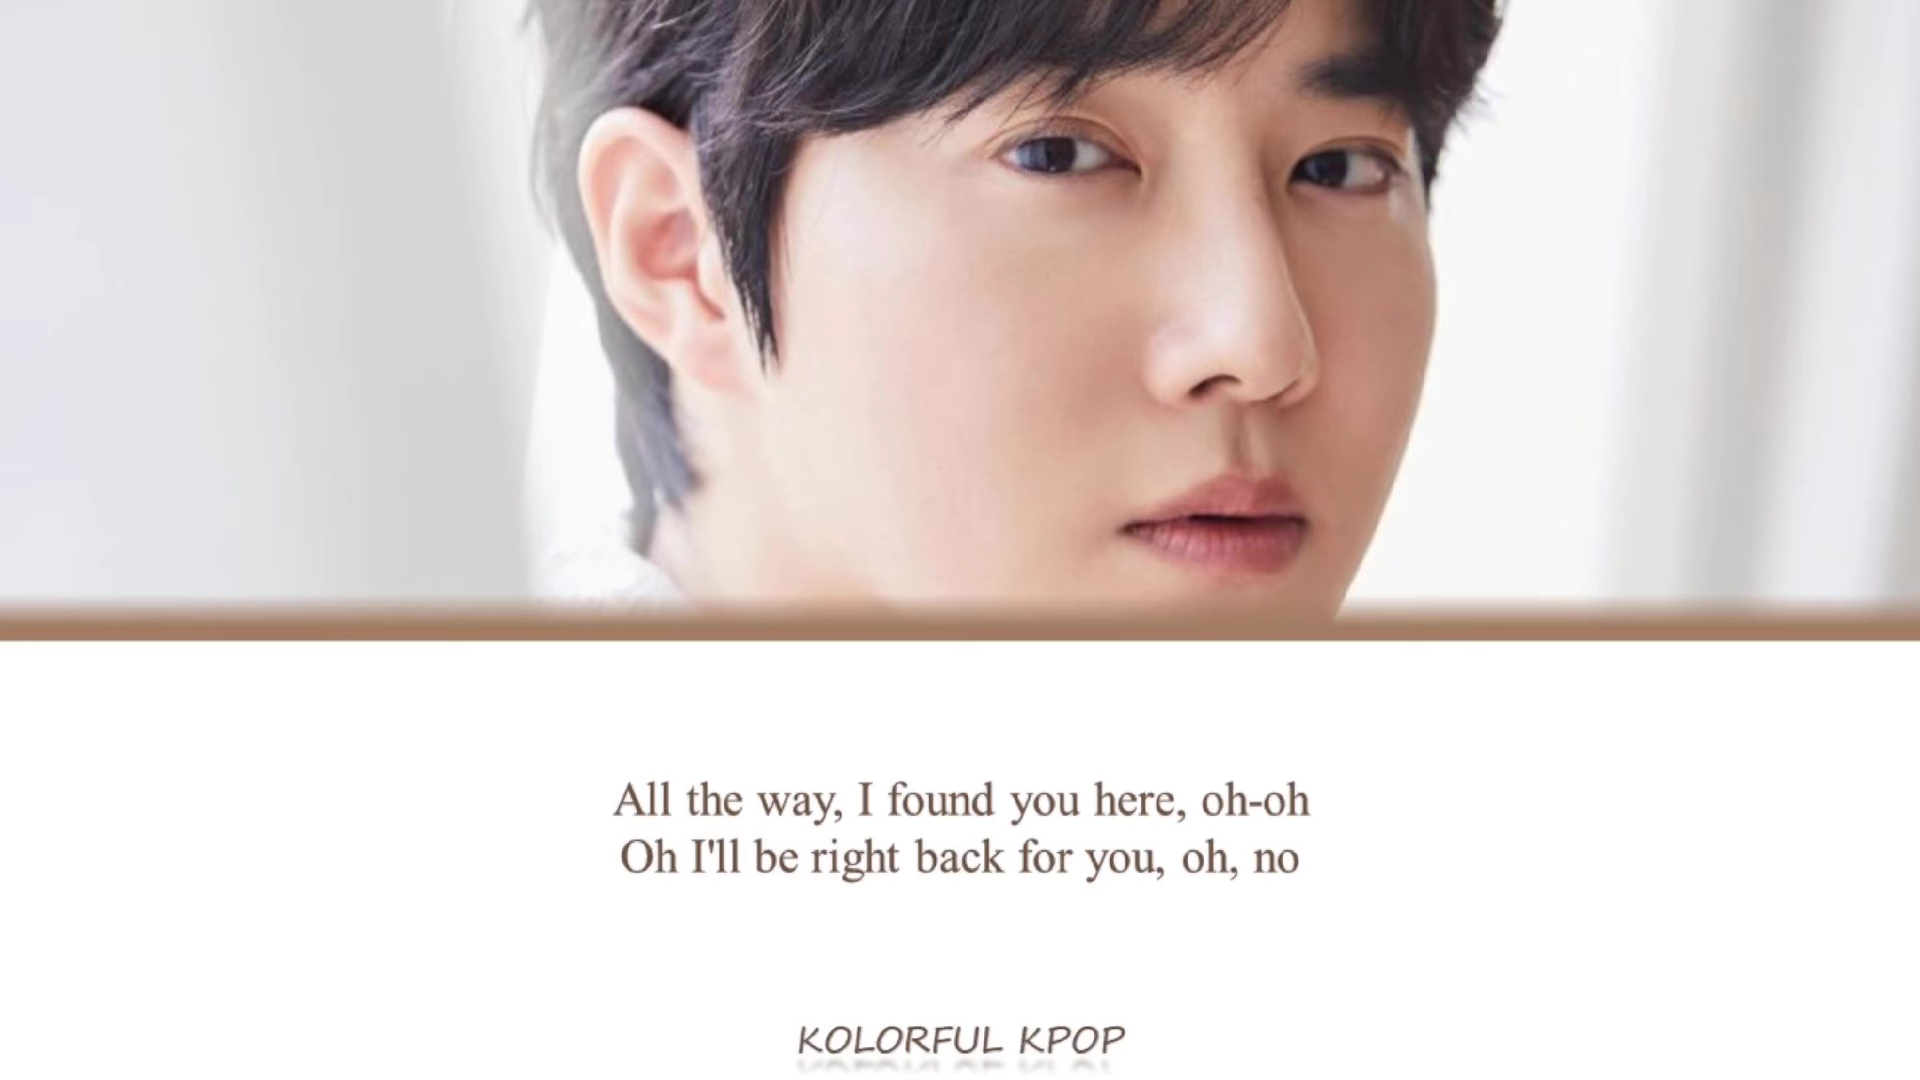 All the way, I found you here, oh-oh
Oh I'll be right back for you, oh, no
KOLORFUL KPOP